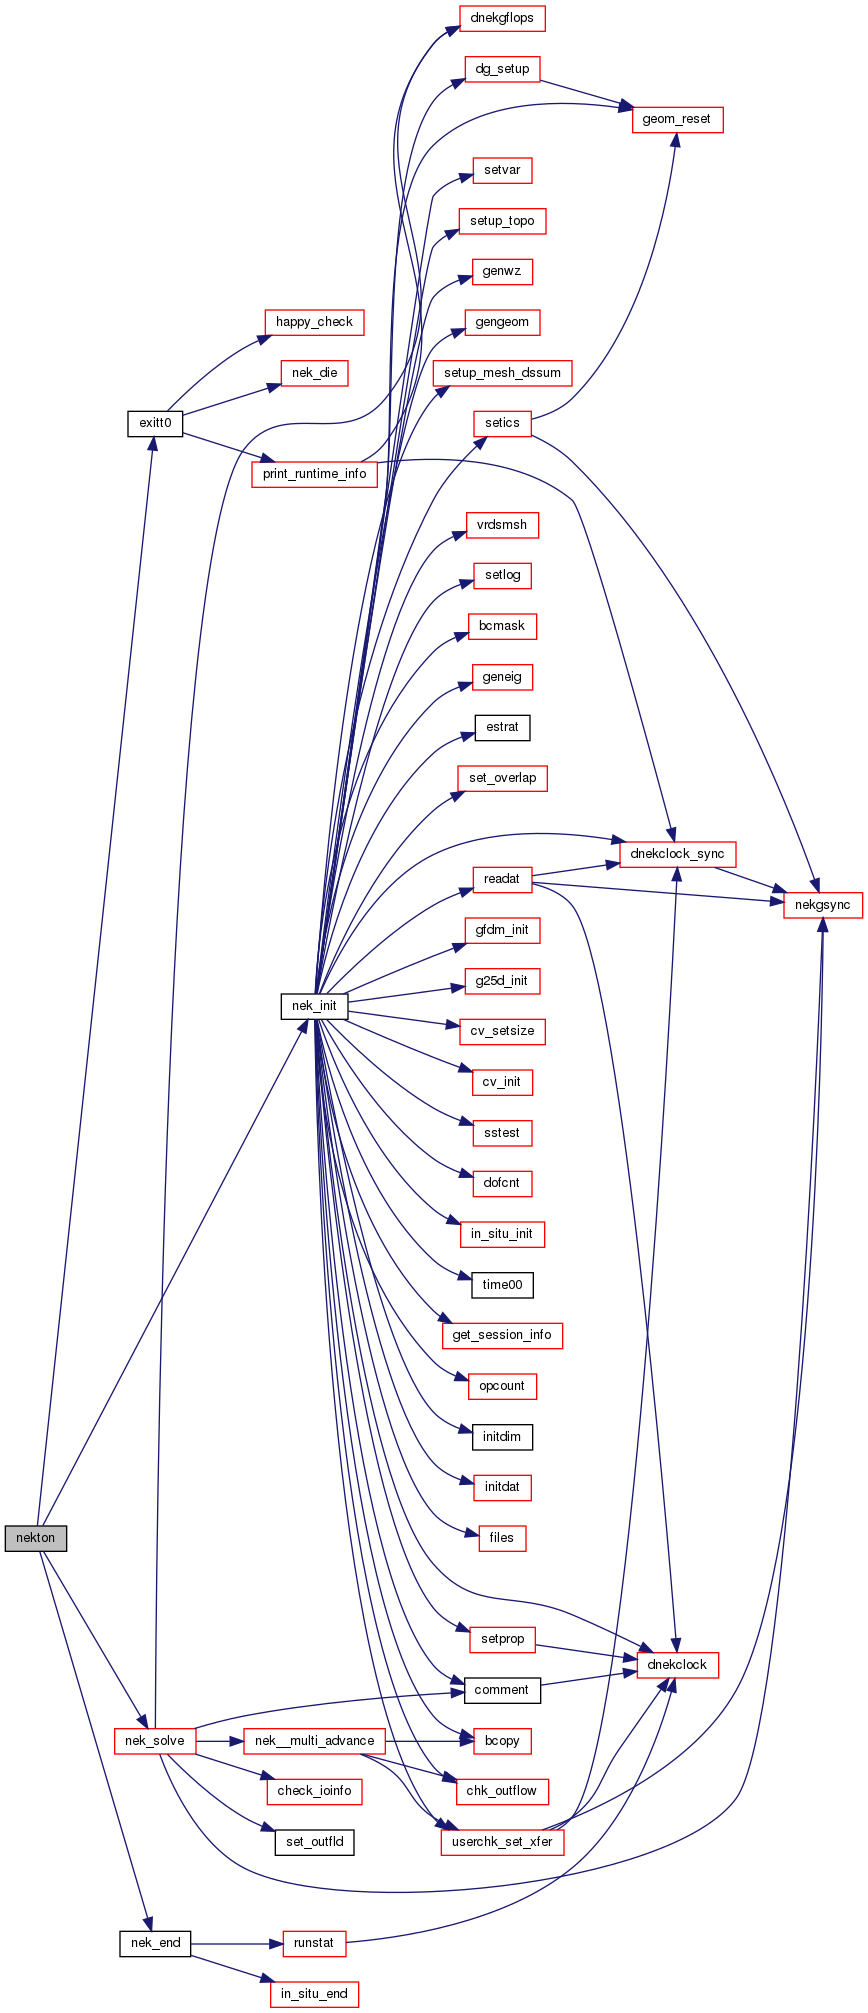 dnekgflops
dg_setup
geom_reset
setvar
setup_topo
genwz
happy_check
gengeom
nek_die
setup_mesh_dssum
exitt0
setics
print_runtime_info
vrdsmsh
setlog
bcmask
geneig
estrat
set_overlap
dnekclock_sync
readat
nekgsync
gfdm_init
g25d_init
nek_init
cv_setsize
cv_init
sstest
dofcnt
in_situ_init
time00
get_session_info
opcount
initdim
initdat
nekton
files
setprop
dnekclock
comment
nek_solve
nek__multi_advance
bcopy
check_ioinfo
chk_outflow
set_outfld
userchk_set_xfer
nek_end
runstat
in_situ_end